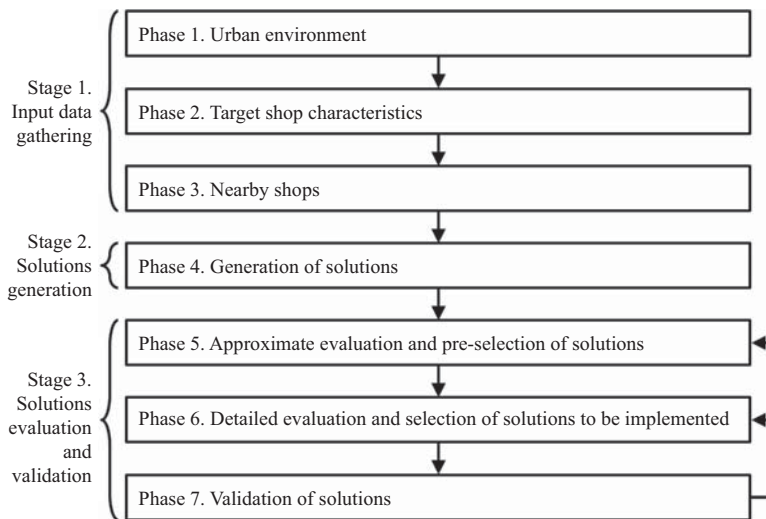 Stage 1.
Input data
gathering
Phase 1. Urban environment
Phase 2. Target shop characteristics
Phase 3. Nearby shops
Stage 2.
Solutions
generation
Phase 4. Generation of solutions
Stage 3.
Solutions
evaluation
and
validation
Phase 5. Approximate evaluation and pre-selection of solutions
Phase 6. Detailed evaluation and selection of solutions to be implemented
Phase 7. Validation of solutions